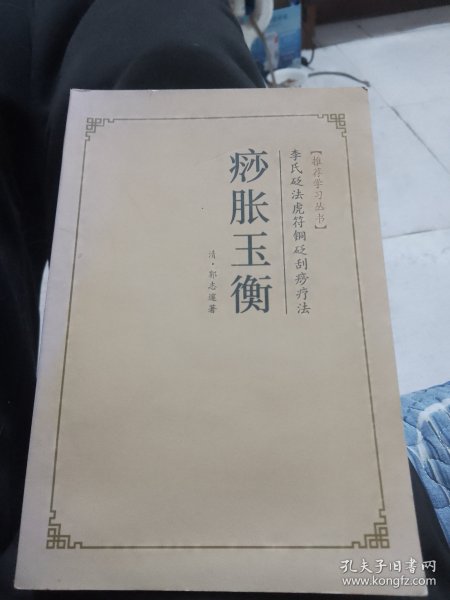 【推荐学习丛书】
李氏砭法虎符铜砭刮痧疗法
痧胀玉衡
清·郭志邃著
孔夫子旧书网
www.kongfz.com